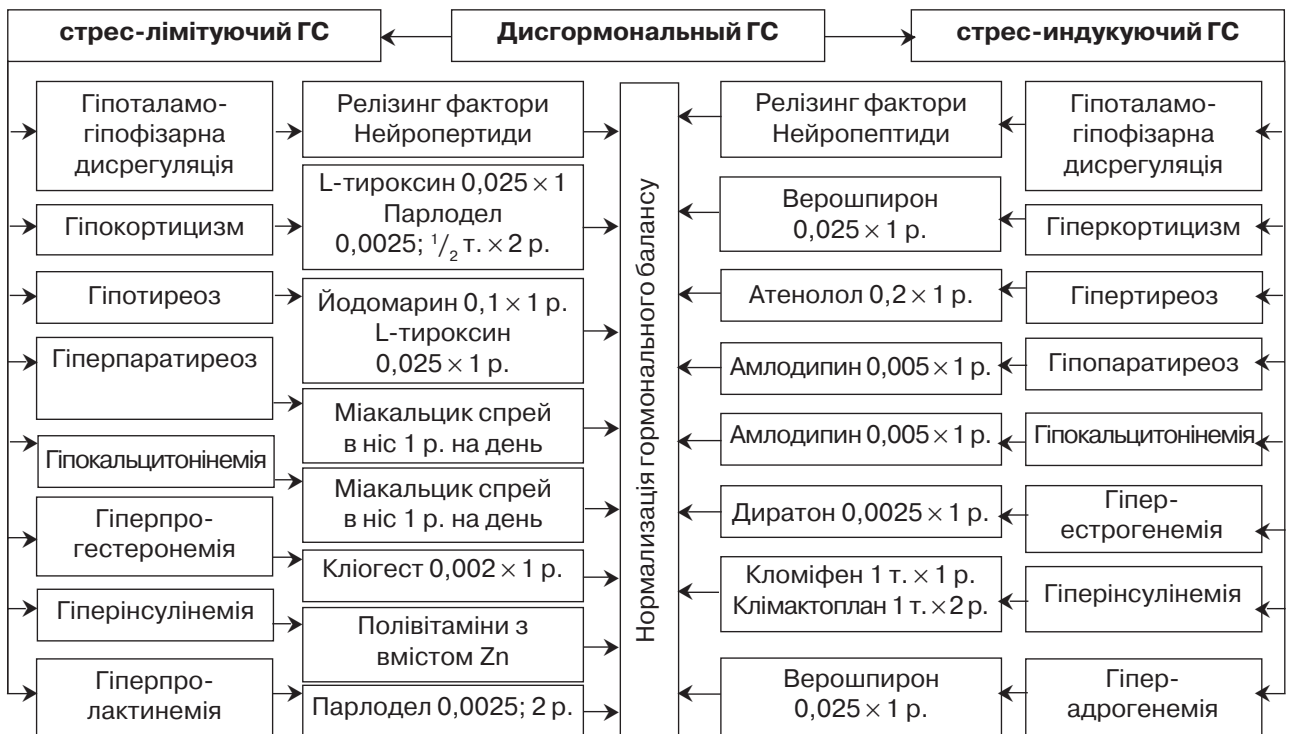 стрес-лімітуючий ГС
Дисгормональный ГС
стрес-индукуючий ГС
Гіпоталамо-
гіпофізарна
дисрегуляція
Гіпокортицизм
Гіпотиреоз
Гіперпаратиреоз
Гіпокальцитонінемія
Гіперпро-
гестеронемія
Гіперінсулінемія
Гіперпро-
лактинемія
Релізинг фактори
Нейропертиди
L-тироксин 0,025 × 1
Парлодел
0,0025; 1/2 т. × 2 р.
Йодомарин 0,1 × 1 р.
L-тироксин
0,025 × 1 р.
Міакальцик спрей
в ніс 1 р. на день
Міакальцик спрей
в ніс 1 р. на день
Кліогест 0,002 × 1 р.
Полівітаміни з
вмістом Zn
Парлодел 0,0025; 2 р.
Нормализація гормонального балансу
Релізинг фактори
Нейропептиди
Верошпирон
0,025 × 1 р.
Атенолол 0,2 × 1 р.
Амлодипин 0,005 × 1 р.
Амлодипин 0,005 × 1 р.
Диратон 0,0025 × 1 р.
Кломіфен 1 т. × 1 р.
Клімактоплан 1 т. × 2 р.
Верошпирон
0,025 × 1 р.
Гіпоталамо-
гіпофізарна
дисрегуляція
Гіперкортицизм
Гіпертиреоз
Гіпопаратиреоз
Гіпокальцитонінемія
Гіпер-
естрогенемія
Гіперінсулінемія
Гіпер-
адрогенемія